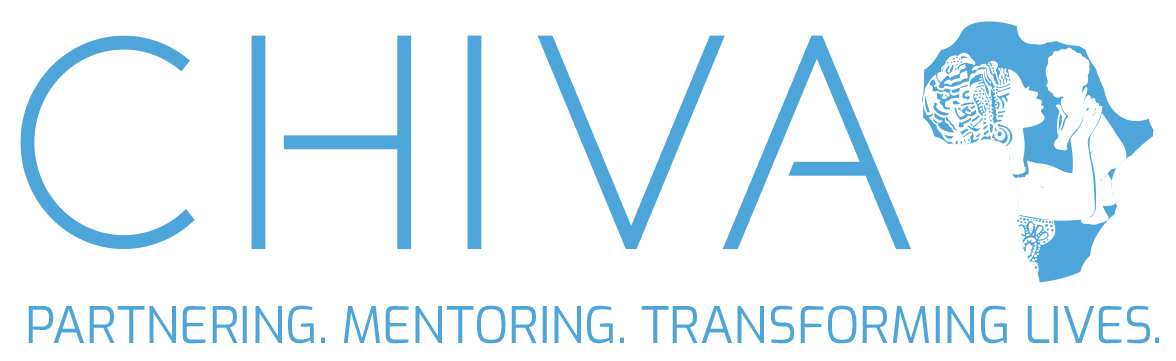 CHIVA
PARTNERING. MENTORING. TRANSFORMING LIVES.